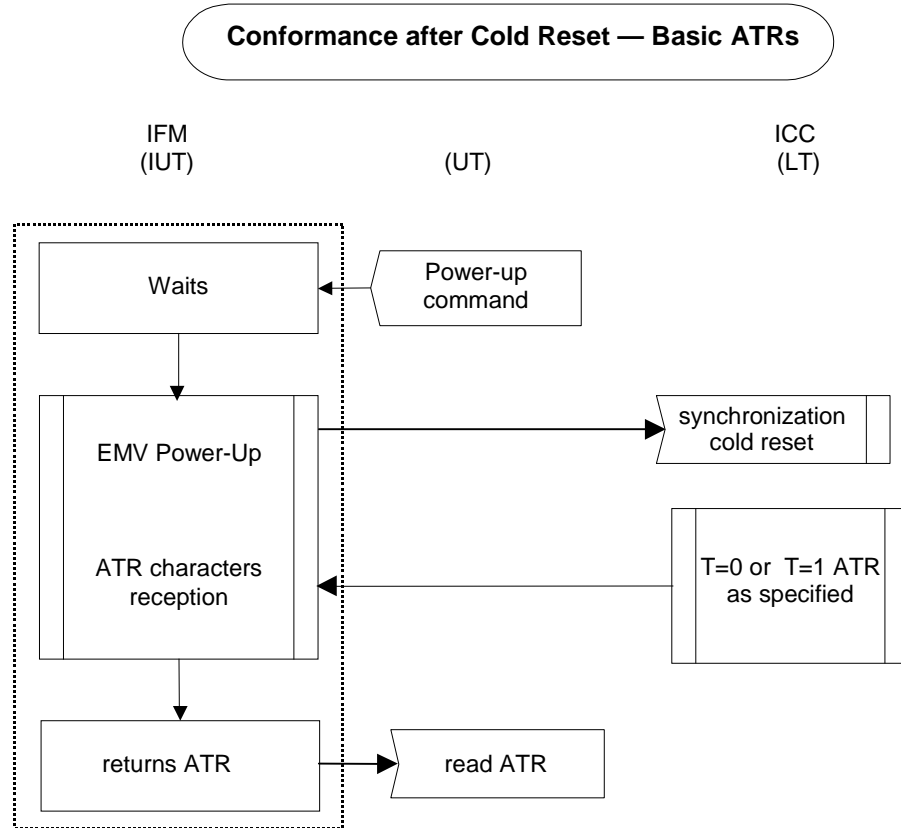 Conformance after Cold Reset — Basic ATRs
IFM
(IUT)
(UT)
ICC
(LT)
Waits
Power-up
command
EMV Power-Up
synchronization
cold reset
ATR characters
reception
T=0 or T=1 ATR
as specified
returns ATR
read ATR